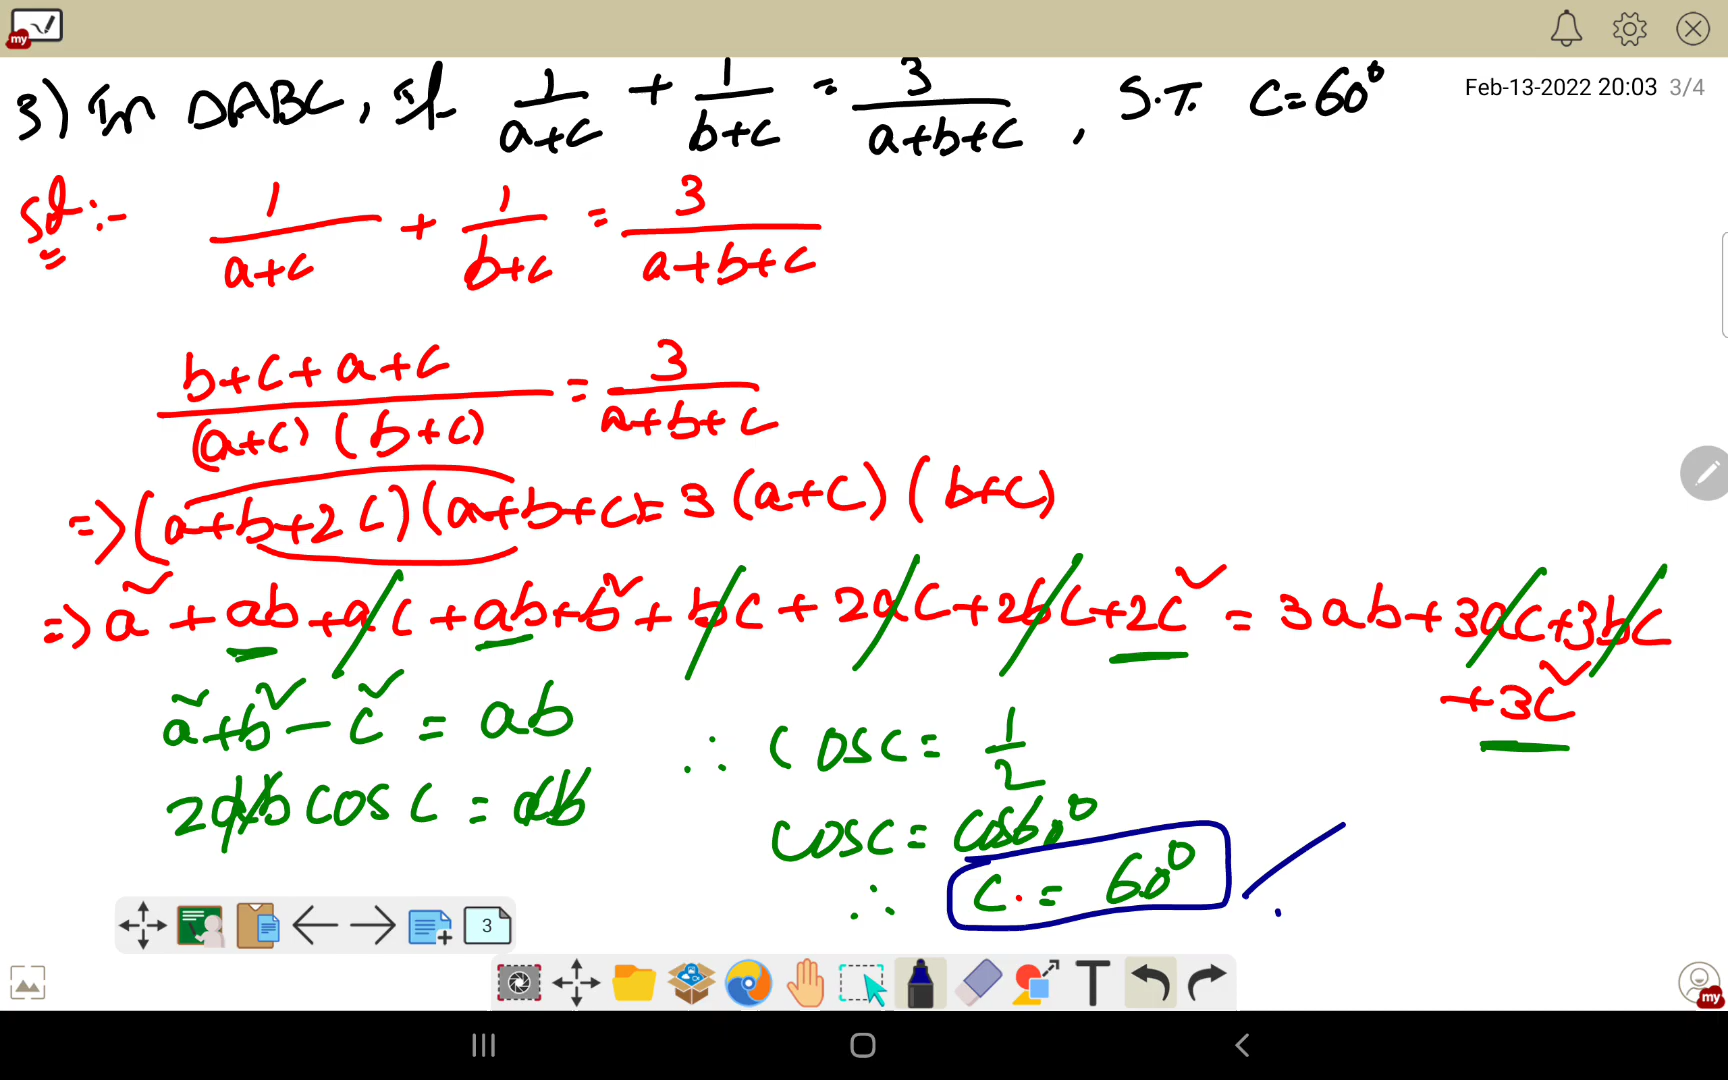 my
Feb-13-2022 20:03 3/4
3) In ΔABC, if 1/(a+c) + 1/(b+c) = 3/(a+b+c), S.T. C=60°
Sol:- 1/(a+c) + 1/(b+c) = 3/(a+b+c)
(b+c+a+c)/((a+c)(b+c)) = 3/(a+b+c)
=> (a+b+2c)(a+b+c) = 3(a+c)(b+c)
=> a² + ab + ac + ab + b² + bc + 2ac + 2bc + 2c² = 3ab + 3ac + 3bc
+3c²
a²+b²-c² = ab
2ab cos C = ab
∴ cos C = 1/2
cos C = cos 60°
∴ C = 60°
3
T
my